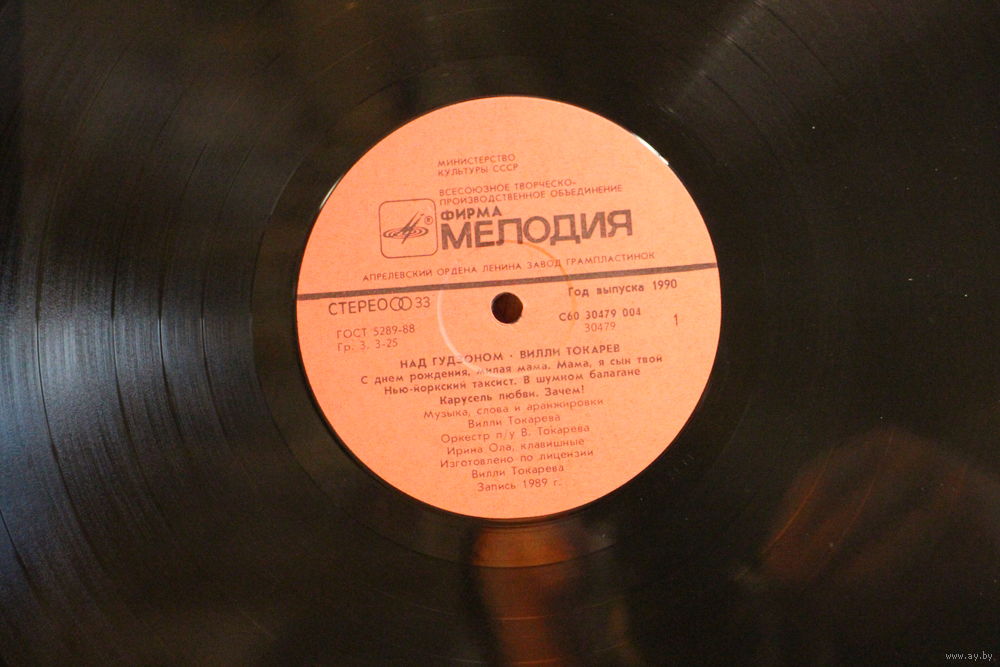 МИНИСТЕРСТВО
КУЛЬТУРЫ СССР
ВСЕСОЮЗНОЕ ТВОРЧЕСКО-
ПРОИЗВОДСТВЕННОЕ ОБЪЕДИНЕНИЕ
®
ФИРМА
МЕЛОДИЯ
АПРЕЛЕВСКИЙ ОРДЕНА ЛЕНИНА ЗАВОД ГРАМПЛАСТИНОК
СТЕРЕО 33
Год выпуска 1990
ГОСТ 5289-88
Гр. 3. 3-25
С60 30479 004
30479
1
НАД ГУДЗОНОМ · ВИЛЛИ ТОКАРЕВ
С днем рождения, милая мама. Мама, я сын твой
Нью-йоркский таксист. В шумном балагане
Карусель любви. Зачем!
Музыка, слова и аранжировки
Вилли Токарева
Оркестр п/у В. Токарева
Ирина Ола, клавишные
Изготовлено по лицензии
Вилли Токарева
Запись 1989 г.
www.ay.by